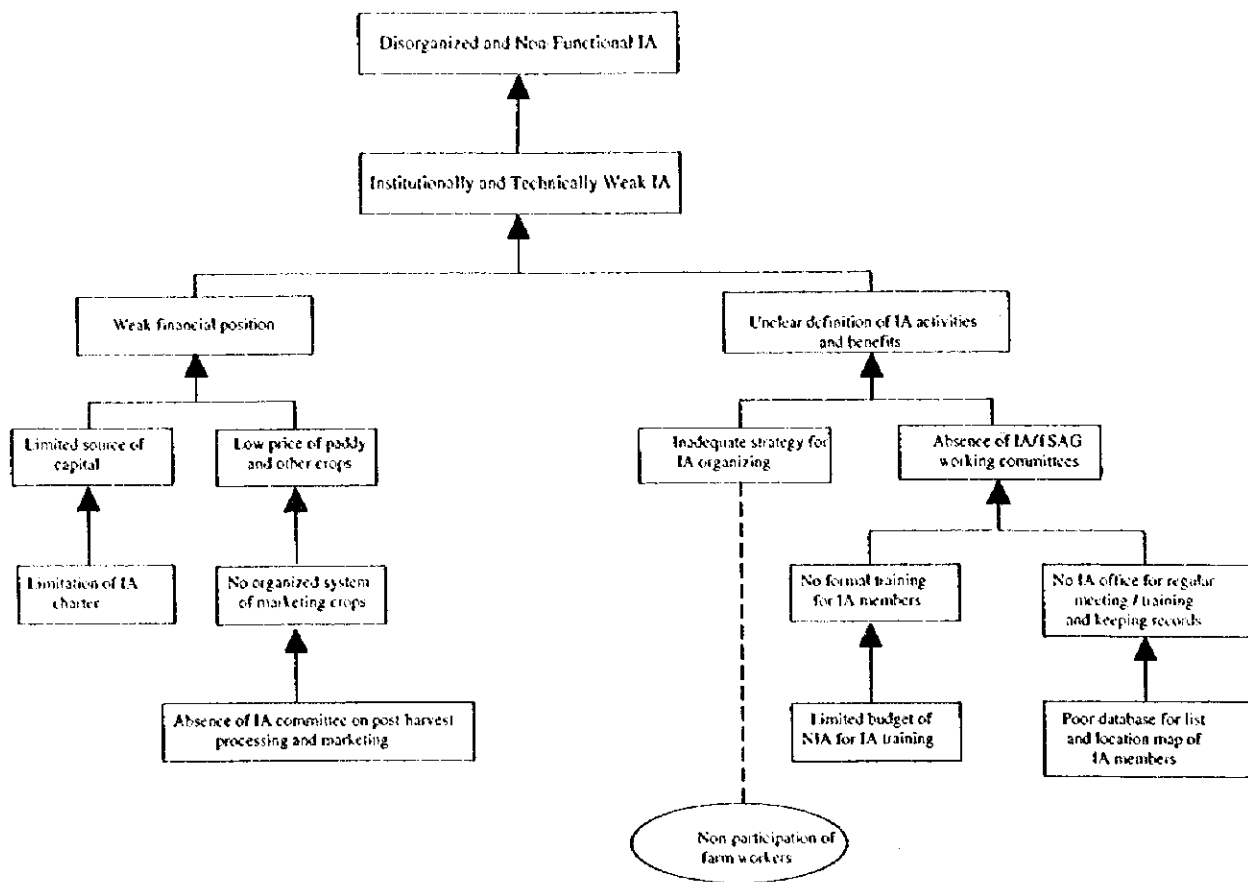 Disorganized and Non-Functional IA
Institutionally and Technically Weak IA
Weak financial position
Unclear definition of IA activities
and benefits
Limited source of
capital
Low price of paddy
and other crops
Inadequate strategy for
IA organizing
Absence of IA/TSAG
working committees
Limitation of IA
charter
No organized system
of marketing crops
No formal training
for IA members
No IA office for regular
meeting / training
and keeping records
Absence of IA committee on post harvest
processing and marketing
Limited budget of
NIA for IA training
Poor database for list
and location map of
IA members
Non participation of
farm workers